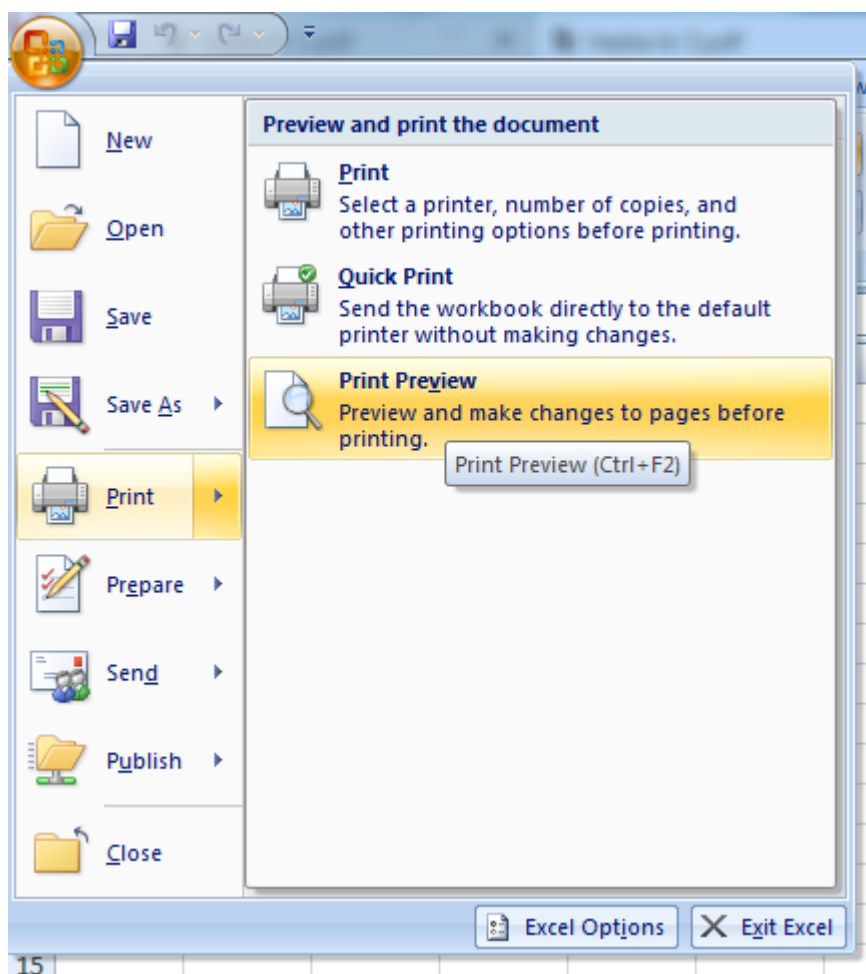 New
Open
Save
Save As
Print
Prepare
Send
Publish
Close
Preview and print the document
Print
Select a printer, number of copies, and
other printing options before printing.
Quick Print
Send the workbook directly to the default
printer without making changes.
Print Preview
Preview and make changes to pages before
printing.
Print Preview (Ctrl+F2)
Excel Options
Exit Excel
15